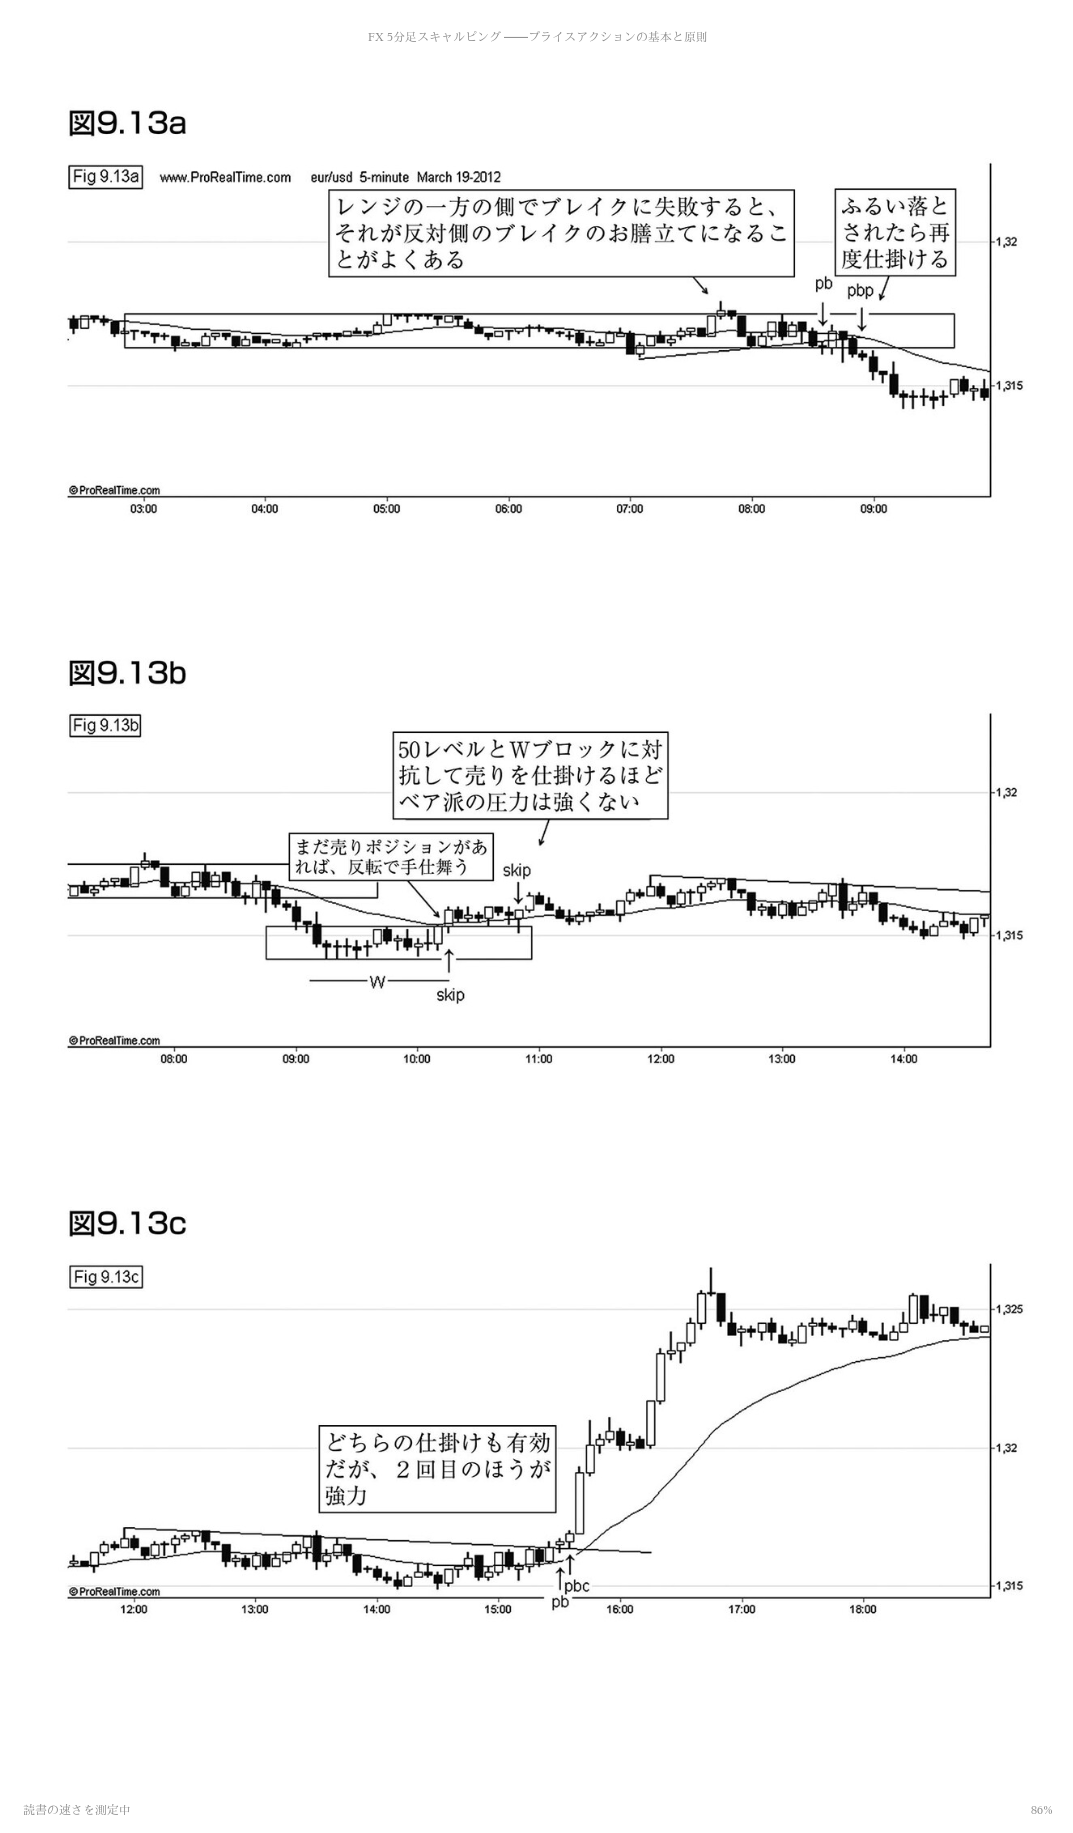 FX 5分足スキャルピング ――プライスアクションの基本と原則
図9.13a
Fig 9.13a www.ProRealTime.com eur/usd 5-minute March 19-2012
レンジの一方の側でブレイクに失敗すると、
それが反対側のブレイクのお膳立てになるこ
とがよくある
ふるい落と
されたら再
度仕掛ける
pb
pbp
1,32
1,315
©ProRealTime.com
03:00 04:00 05:00 06:00 07:00 08:00 09:00
図9.13b
Fig 9.13b
50レベルとWブロックに対
抗して売りを仕掛けるほど
ベア派の圧力は強くない
まだ売りポジションがあ
れば、反転で手仕舞う
skip
1,32
1,315
W
skip
©ProRealTime.com
08:00 09:00 10:00 11:00 12:00 13:00 14:00
図9.13c
Fig 9.13c
1,325
どちらの仕掛けも有効
だが、２回目のほうが
強力
1,32
1,315
pbc
pb
©ProRealTime.com
12:00 13:00 14:00 15:00 16:00 17:00 18:00
読書の速さを測定中
86%